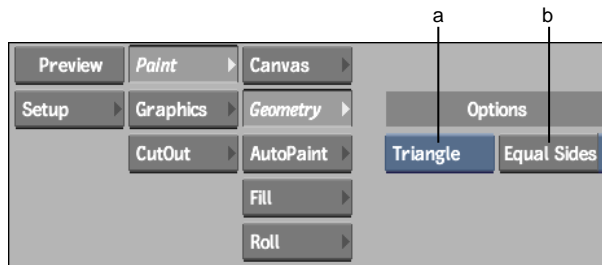 a b
Preview Paint Canvas
Setup Graphics Geometry Options
CutOut AutoPaint Triangle Equal Sides
Fill
Roll